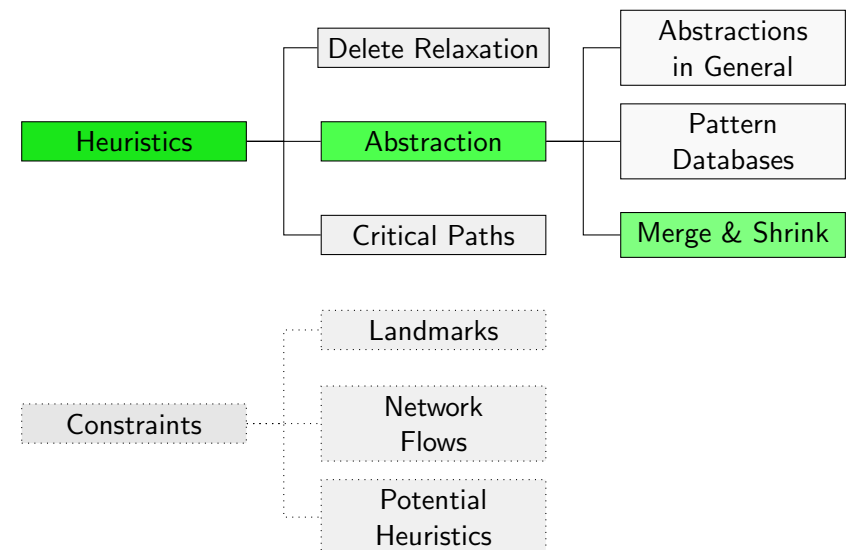 Heuristics
Delete Relaxation
Abstraction
Critical Paths
Abstractions
in General
Pattern
Databases
Merge & Shrink
Constraints
Landmarks
Network
Flows
Potential
Heuristics